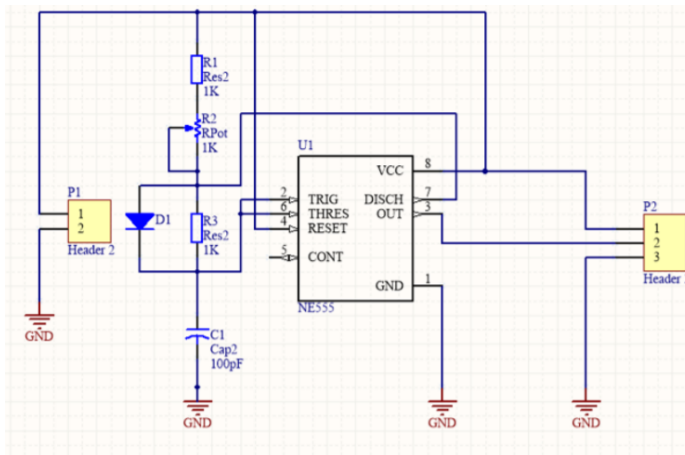 R1
Res2
1K
R2
RPot
1K
U1
VCC
8
P1
1
2
Header 2
D1
R3
Res2
1K
2
TRIG
6
THRES
4
RESET
5
CONT
DISCH
7
OUT
3
GND
1
NE555
P2
1
2
3
Header
C1
Cap2
100pF
GND
GND
GND
GND